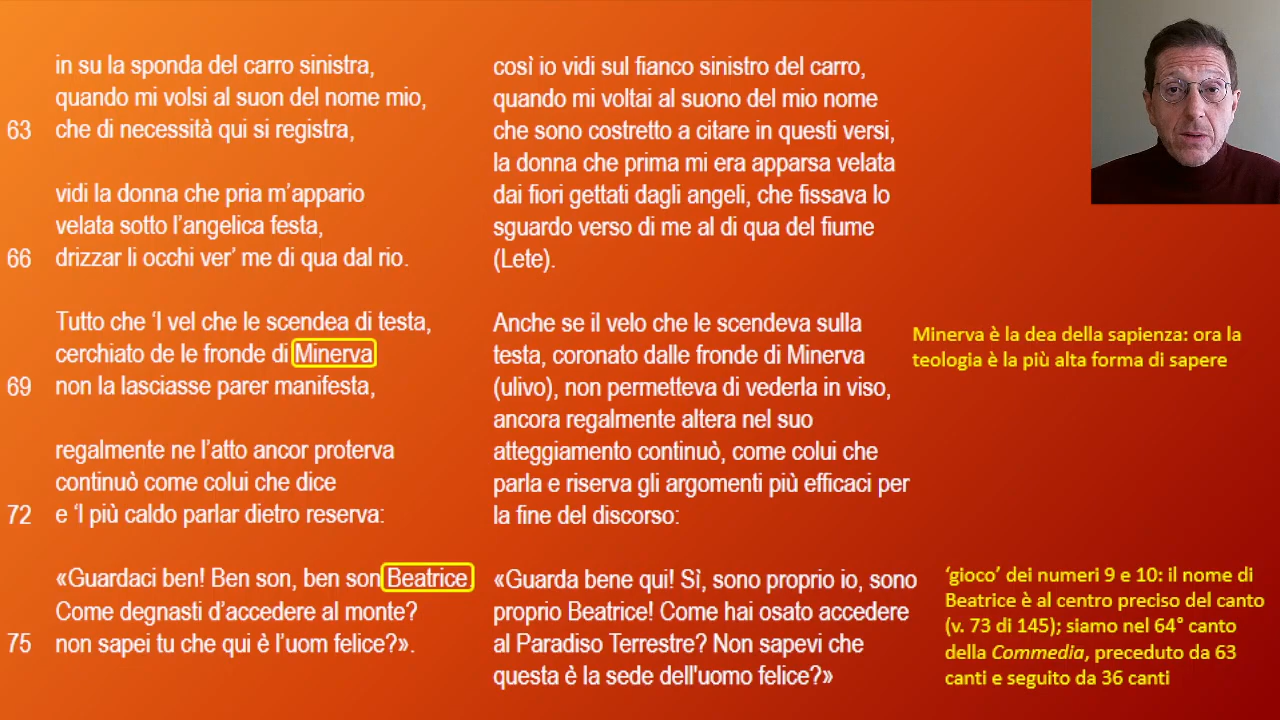 in su la sponda del carro sinistra,
quando mi volsi al suon del nome mio,
63 che di necessità qui si registra,
vidi la donna che pria m'appario
velata sotto l'angelica festa,
66 drizzar li occhi ver' me di qua dal rio.
Tutto che 'l vel che le scendea di testa,
cerchiato de le fronde di Minerva
69 non la lasciasse parer manifesta,
regalmente ne l'atto ancor proterva
continuò come colui che dice
72 e 'l più caldo parlar dietro reserva:
«Guardaci ben! Ben son, ben son Beatrice.
Come degnasti d'accedere al monte?
75 non sapei tu che qui è l'uom felice?».
così io vidi sul fianco sinistro del carro,
quando mi voltai al suono del mio nome
che sono costretto a citare in questi versi,
la donna che prima mi era apparsa velata
dai fiori gettati dagli angeli, che fissava lo
sguardo verso di me al di qua del fiume
(Lete).
Anche se il velo che le scendeva sulla
testa, coronato dalle fronde di Minerva
(ulivo), non permetteva di vederla in viso,
ancora regalmente altera nel suo
atteggiamento continuò, come colui che
parla e riserva gli argomenti più efficaci per
la fine del discorso:
«Guarda bene qui! Sì, sono proprio io, sono
proprio Beatrice! Come hai osato accedere
al Paradiso Terrestre? Non sapevi che
questa è la sede dell'uomo felice?»
Minerva è la dea della sapienza: ora la
teologia è la più alta forma di sapere
'gioco' dei numeri 9 e 10: il nome di
Beatrice è al centro preciso del canto
(v. 73 di 145); siamo nel 64° canto
della Commedia, preceduto da 63
canti e seguito da 36 canti